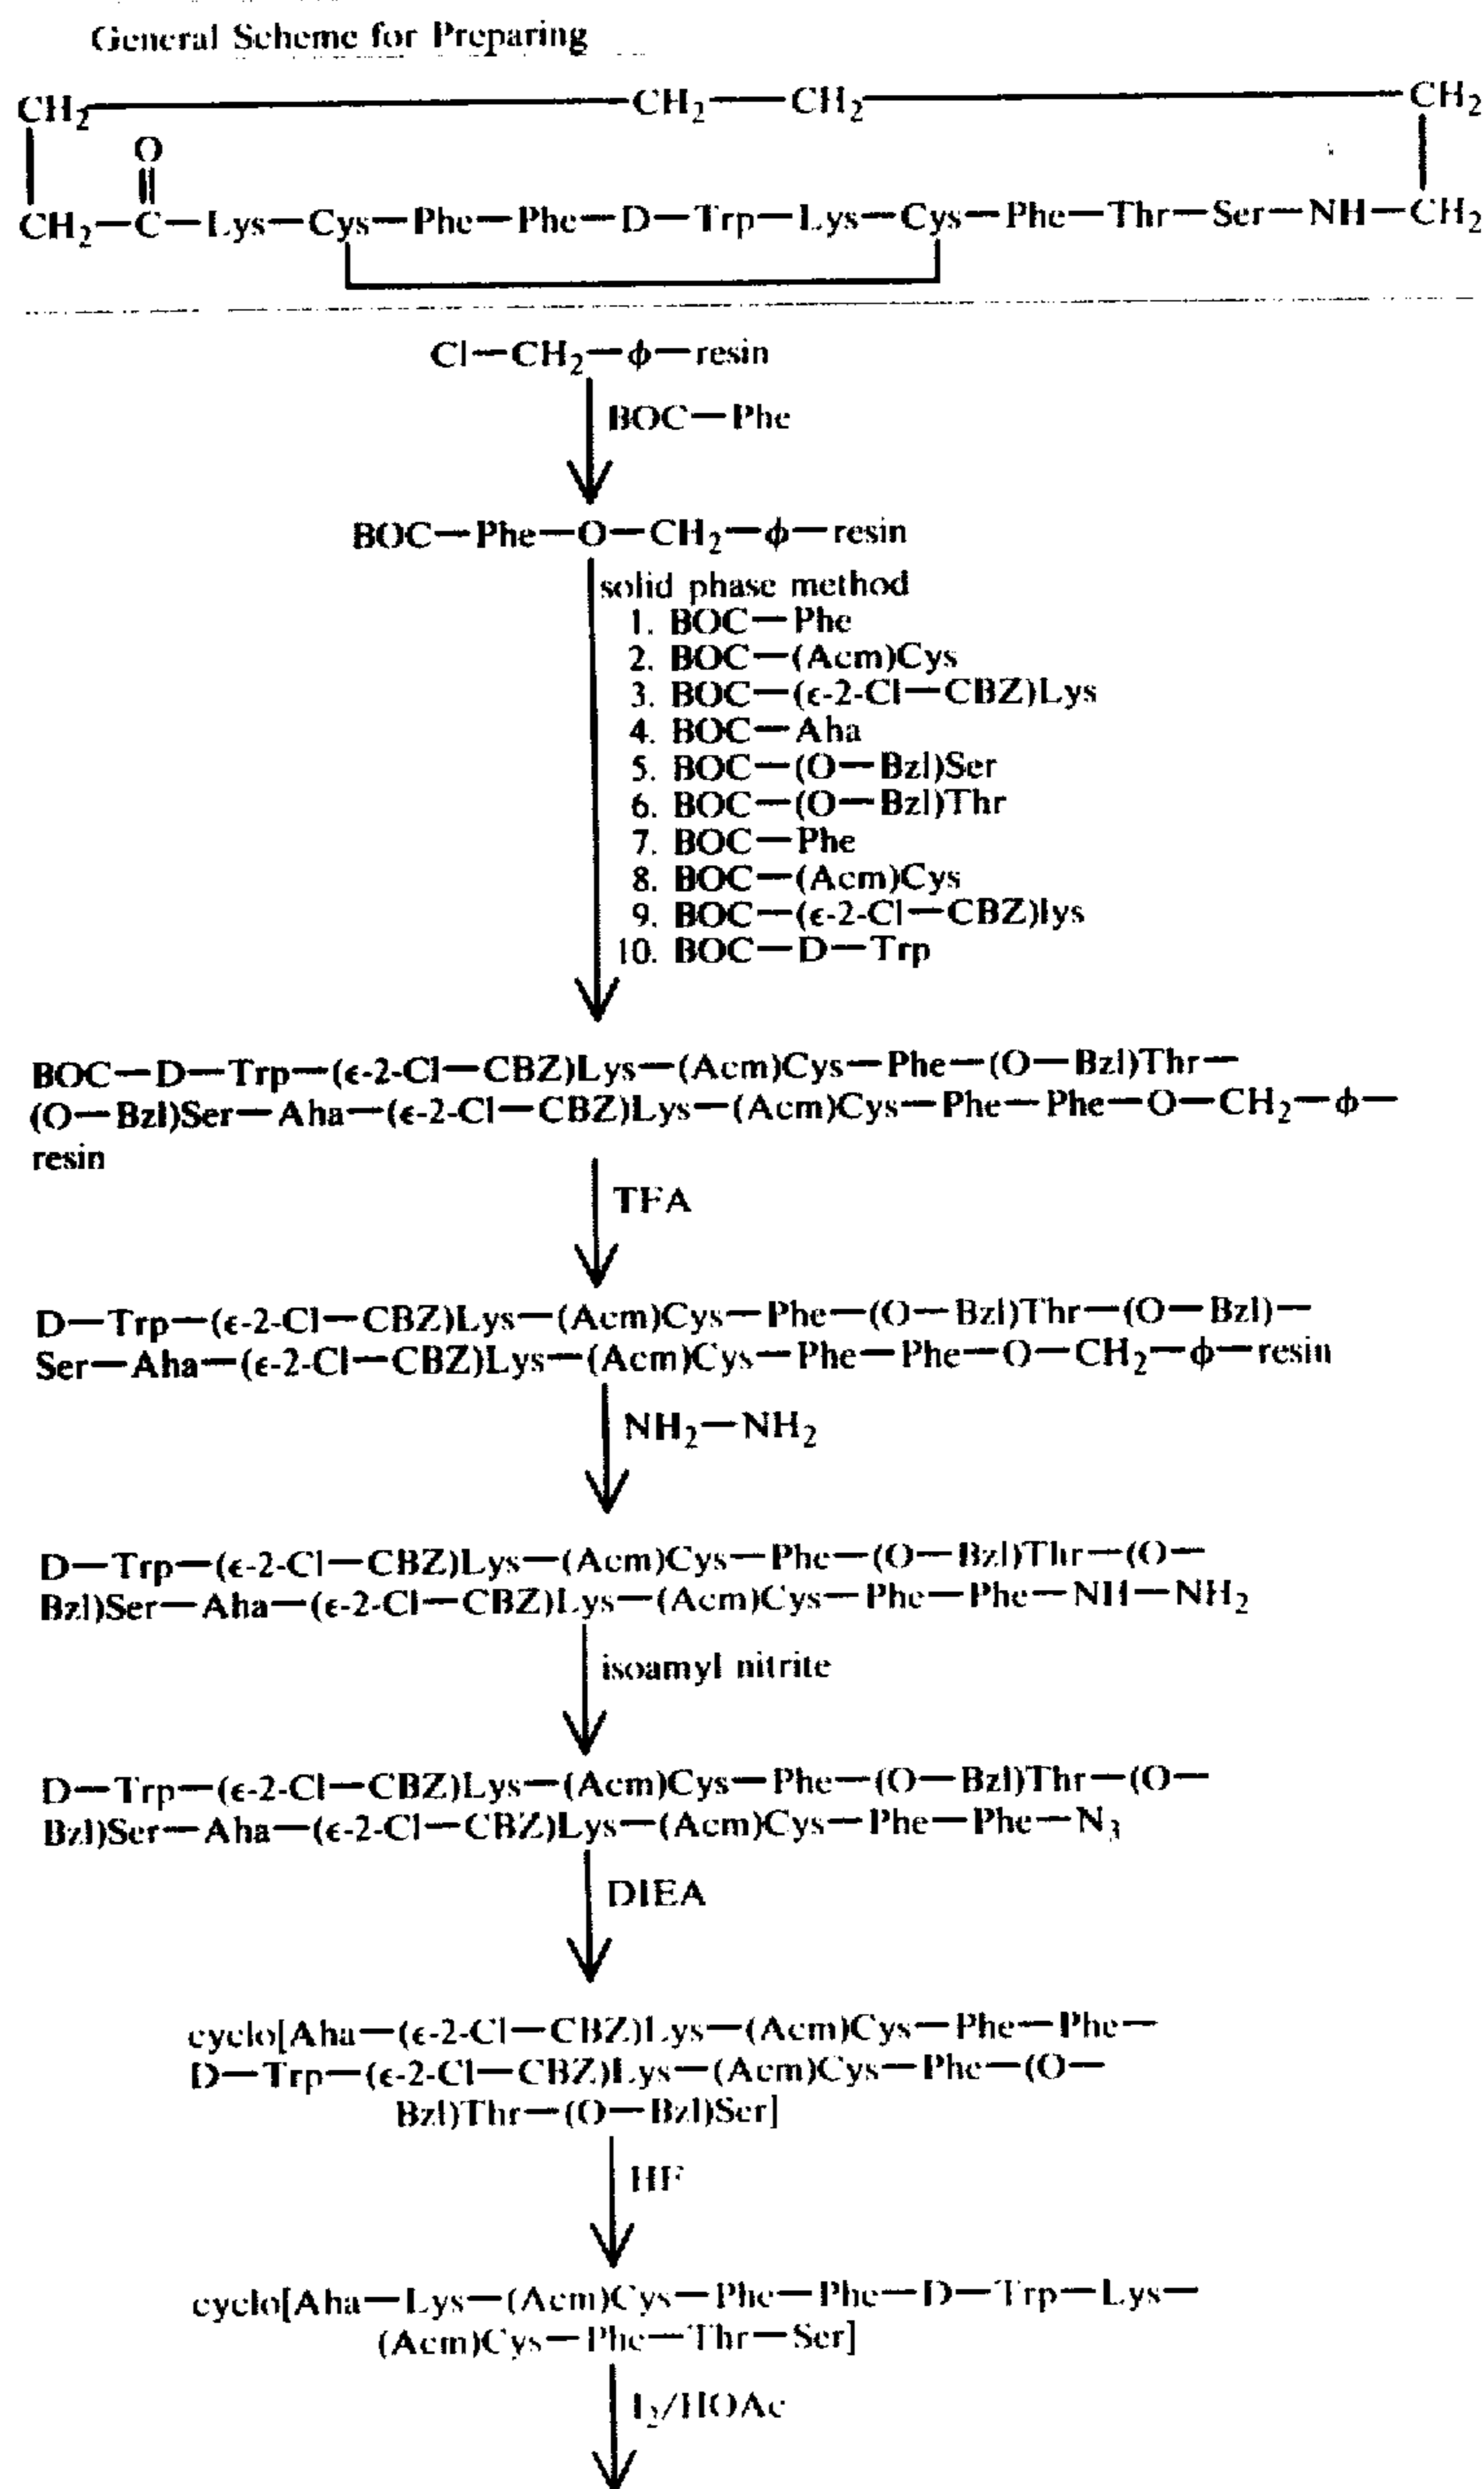 General Scheme for Preparing
CH₂—CH₂—CH₂—CH₂
O
CH₂—C—Lys—Cys—Phe—Phe—D—Trp—Lys—Cys—Phe—Thr—Ser—NH—CH₂
Cl—CH₂—ϕ—resin
BOC—Phe
BOC—Phe—O—CH₂—ϕ—resin
solid phase method
1. BOC—Phe
2. BOC—(Acm)Cys
3. BOC—(ϵ-2-Cl—CBZ)Lys
4. BOC—Aha
5. BOC—(O—Bzl)Ser
6. BOC—(O—Bzl)Thr
7. BOC—Phe
8. BOC—(Acm)Cys
9. BOC—(ϵ-2-Cl—CBZ)lys
10. BOC—D—Trp
BOC—D—Trp—(ϵ-2-Cl—CBZ)Lys—(Acm)Cys—Phe—(O—Bzl)Thr—
(O—Bzl)Ser—Aha—(ϵ-2-Cl—CBZ)Lys—(Acm)Cys—Phe—Phe—O—CH₂—ϕ—
resin
TFA
D—Trp—(ϵ-2-Cl—CBZ)Lys—(Acm)Cys—Phe—(O—Bzl)Thr—(O—Bzl)—
Ser—Aha—(ϵ-2-Cl—CBZ)Lys—(Acm)Cys—Phe—Phe—O—CH₂—ϕ—resin
NH₂—NH₂
D—Trp—(ϵ-2-Cl—CBZ)Lys—(Acm)Cys—Phe—(O—Bzl)Thr—(O—
Bzl)Ser—Aha—(ϵ-2-Cl—CBZ)Lys—(Acm)Cys—Phe—Phe—NH—NH₂
isoamyl nitrite
D—Trp—(ϵ-2-Cl—CBZ)Lys—(Acm)Cys—Phe—(O—Bzl)Thr—(O—
Bzl)Ser—Aha—(ϵ-2-Cl—CBZ)Lys—(Acm)Cys—Phe—Phe—N₃
DIEA
cyclo[Aha—(ϵ-2-Cl—CBZ)Lys—(Acm)Cys—Phe—Phe—
D—Trp—(ϵ-2-Cl—CBZ)Lys—(Acm)Cys—Phe—(O—
Bzl)Thr—(O—Bzl)Ser]
HF
cyclo[Aha—Lys—(Acm)Cys—Phe—Phe—D—Trp—Lys—
(Acm)Cys—Phe—Thr—Ser]
I₂/HOAc